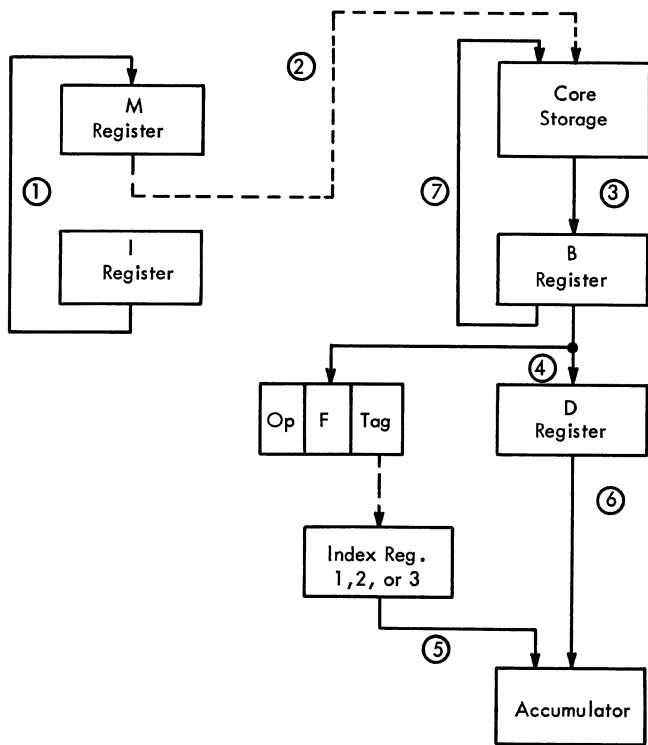 ②
M
Register
Core
Storage
①
⑦
③
I
Register
B
Register
④
Op F Tag
D
Register
⑥
Index Reg.
1,2, or 3
⑤
Accumulator